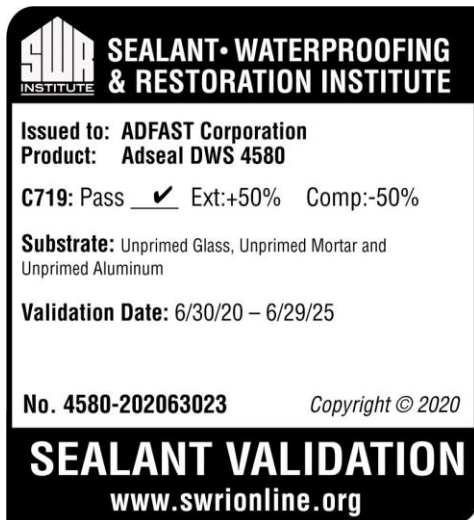 SWR
INSTITUTE
SEALANT• WATERPROOFING
& RESTORATION INSTITUTE
Issued to: ADFAST Corporation
Product: Adseal DWS 4580
C719: Pass ✔ Ext:+50% Comp:-50%
Substrate: Unprimed Glass, Unprimed Mortar and
Unprimed Aluminum
Validation Date: 6/30/20 – 6/29/25
No. 4580-202063023 Copyright © 2020
SEALANT VALIDATION
www.swrionline.org